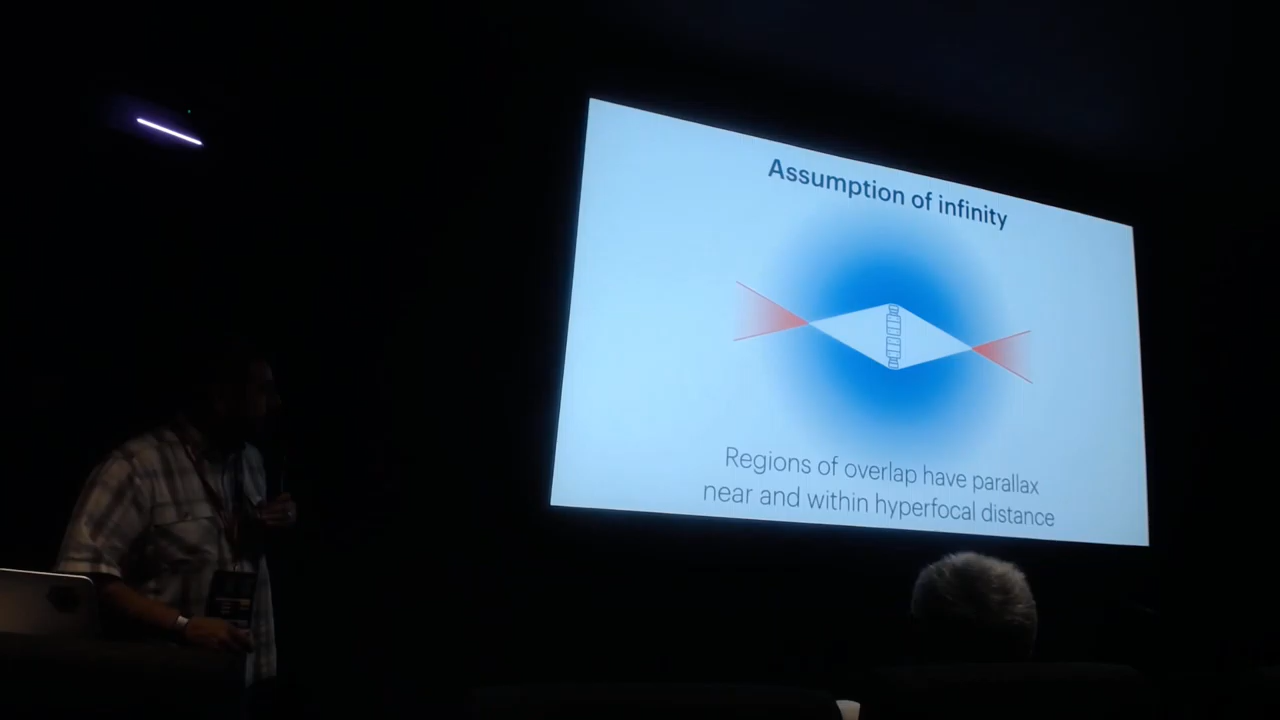 Assumption of infinity
Regions of overlap have parallax
near and within hyperfocal distance